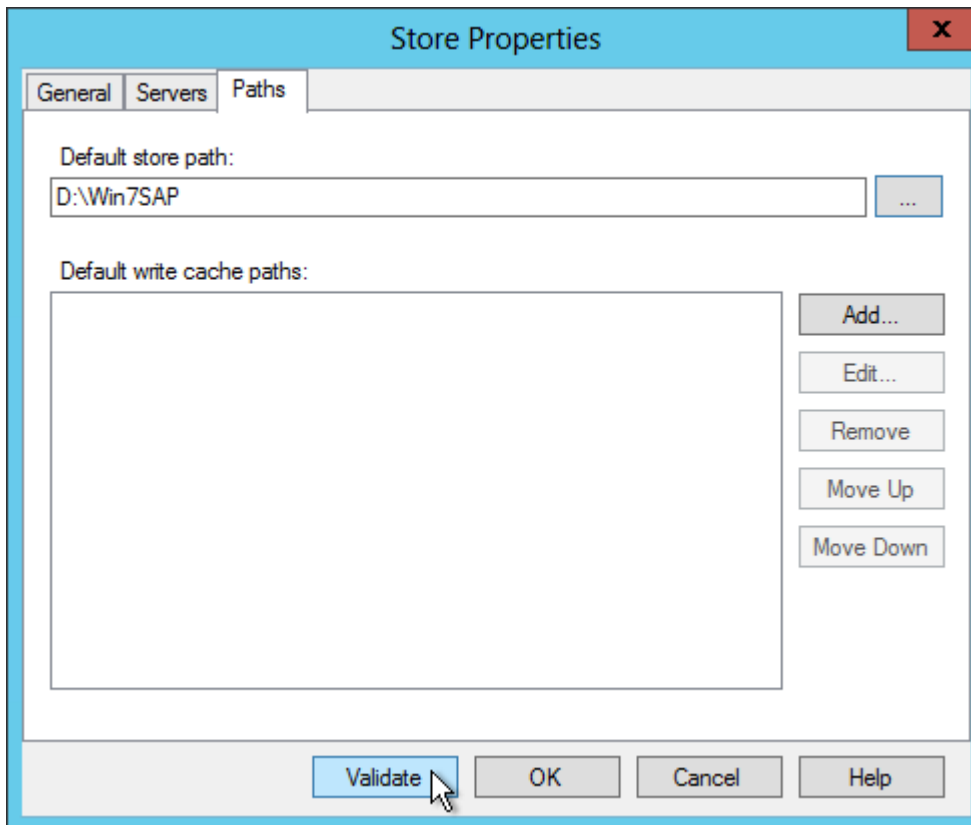 Store Properties
x
General Servers Paths
Default store path:
D:\Win7SAP
...
Default write cache paths:
Add...
Edit...
Remove
Move Up
Move Down
Validate OK Cancel Help